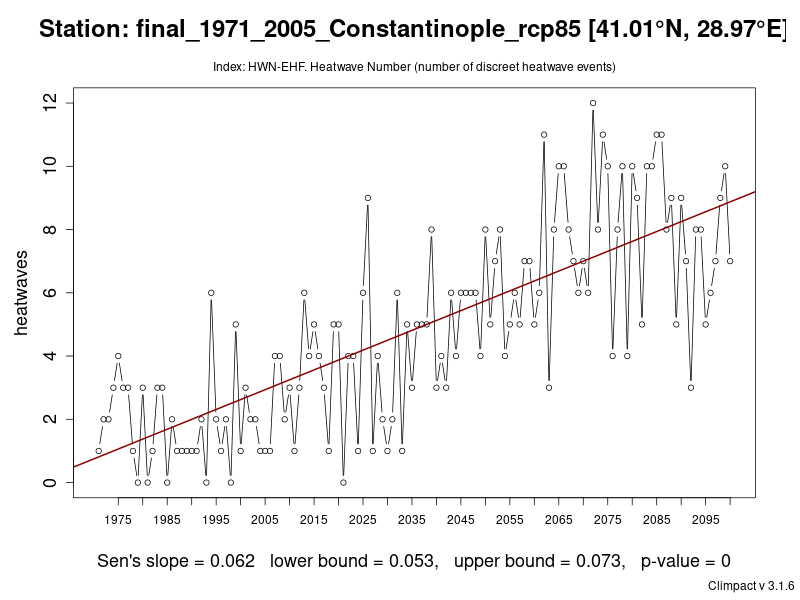 Station: final_1971_2005_Constantinople_rcp85 [41.01°N, 28.97°E]
Index: HWN-EHF. Heatwave Number (number of discreet heatwave events)
heatwaves
12
10
8
6
4
2
0
1975 1985 1995 2005 2015 2025 2035 2045 2055 2065 2075 2085 2095
Sen's slope = 0.062 lower bound = 0.053, upper bound = 0.073, p-value = 0
Climpact v 3.1.6